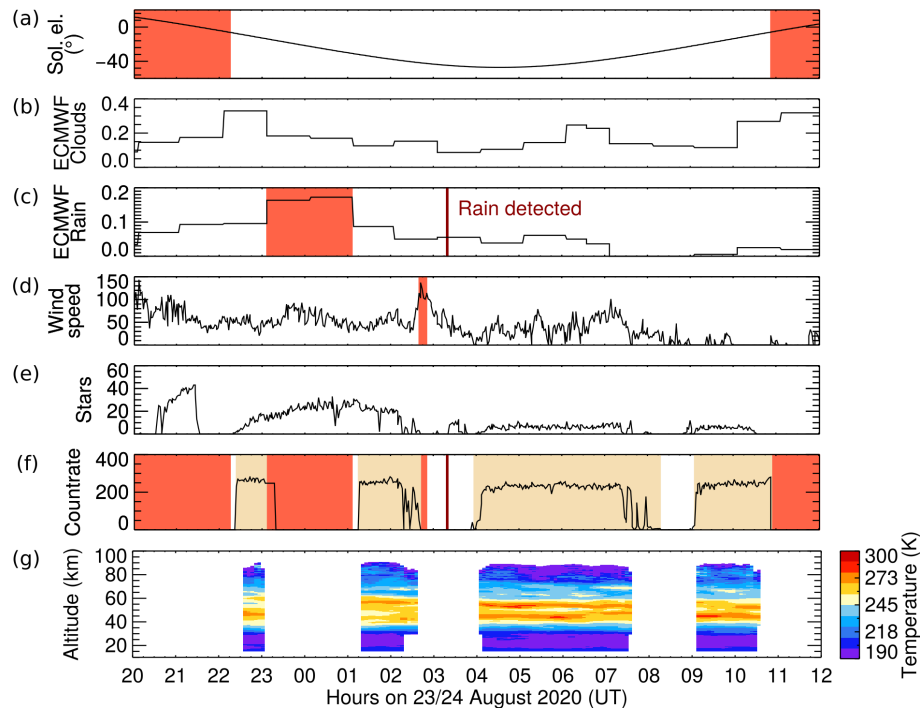 (a)
Sol. el.
(°)
0
−40
(b)
ECMWF
Clouds
0.4
0.2
0.0
(c)
ECMWF
Rain
0.2
0.1
0.0
Rain detected
(d)
Wind
speed
150
100
50
0
(e)
Stars
60
40
20
0
(f)
Countrate
400
200
0
(g)
Altitude (km)
100
80
60
40
20
20 21 22 23 00 01 02 03 04 05 06 07 08 09 10 11 12
Hours on 23/24 August 2020 (UT)
300
273
245
218
190
Temperature (K)